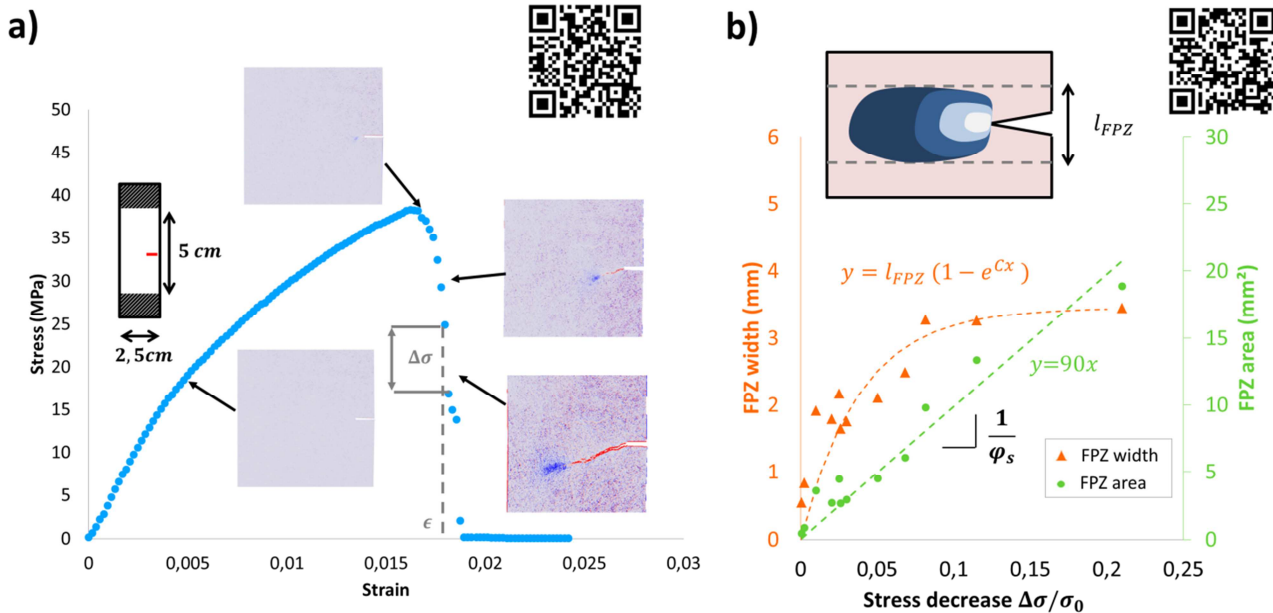 a)
50
45
40
35
30
25
20
15
10
5
0
Stress (MPa)
5 cm
2,5cm
Δσ
ϵ
0
0,005
0,01
0,015
0,02
0,025
0,03
Strain
b)
l_FPZ
6
5
4
3
2
1
0
FPZ width (mm)
y = l_FPZ (1 − e^{Cx})
y=90x
1
φ_s
FPZ width
FPZ area
30
25
20
15
10
5
0
FPZ area (mm²)
0
0,05
0,1
0,15
0,2
0,25
Stress decrease Δσ/σ₀